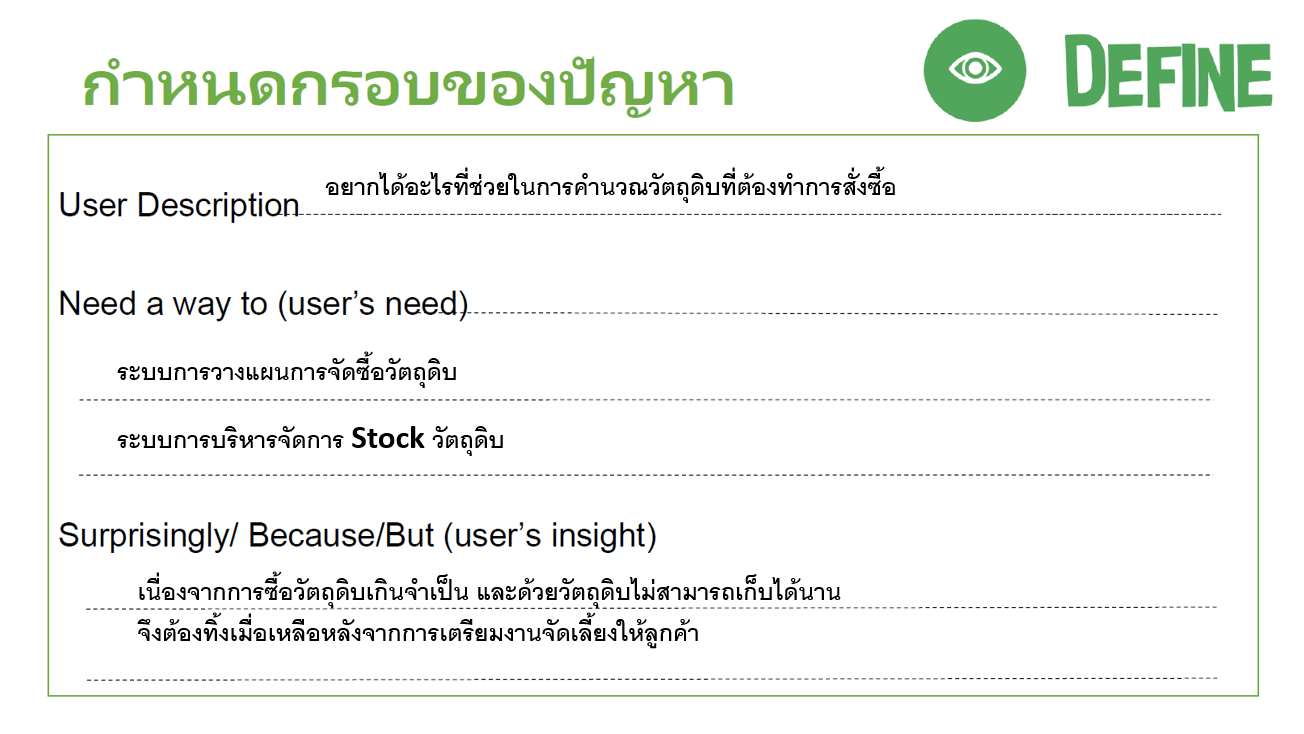 กำหนดกรอบของปัญหา
DEFINE
User Description อยากได้อะไรที่ช่วยในการคำนวณวัตถุดิบที่ต้องทำการสั่งซื้อ
Need a way to (user's need)
ระบบการวางแผนการจัดซื้อวัตถุดิบ
ระบบการบริหารจัดการ Stock วัตถุดิบ
Surprisingly/ Because/But (user's insight)
เนื่องจากการซื้อวัตถุดิบเกินจำเป็น และด้วยวัตถุดิบไม่สามารถเก็บได้นาน
จึงต้องทิ้งเมื่อเหลือหลังจากการเตรียมงานจัดเลี้ยงให้ลูกค้า